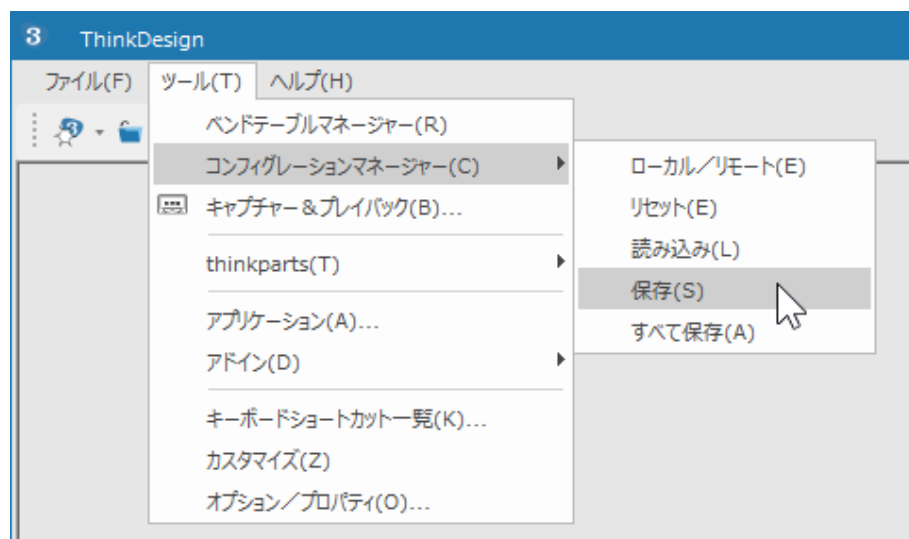 3 ThinkDesign
ファイル(F) ツール(T) ヘルプ(H)
ベンドテーブルマネージャー(R)
コンフィグレーションマネージャー(C)
キャプチャー＆プレイバック(B)...
thinkparts(T)
アプリケーション(A)...
アドイン(D)
キーボードショートカット一覧(K)...
カスタマイズ(Z)
オプション／プロパティ(O)...
ローカル／リモート(E)
リセット(E)
読み込み(L)
保存(S)
すべて保存(A)